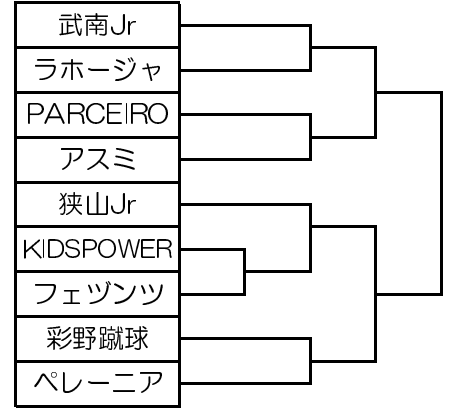 武南Jr
ラホージャ
PARCEIRO
アスミ
狭山Jr
KIDSPOWER
フェヅンツ
彩野蹴球
ペレーニア